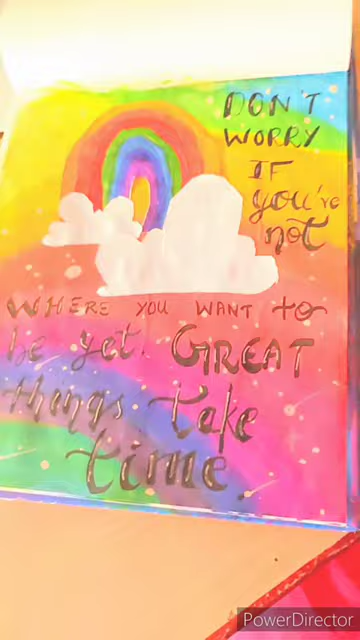 DON'T
WORRY
IF
you're
not
WHERE YOU WANT to
be yet. GREAT
things take
time.
PowerDirector